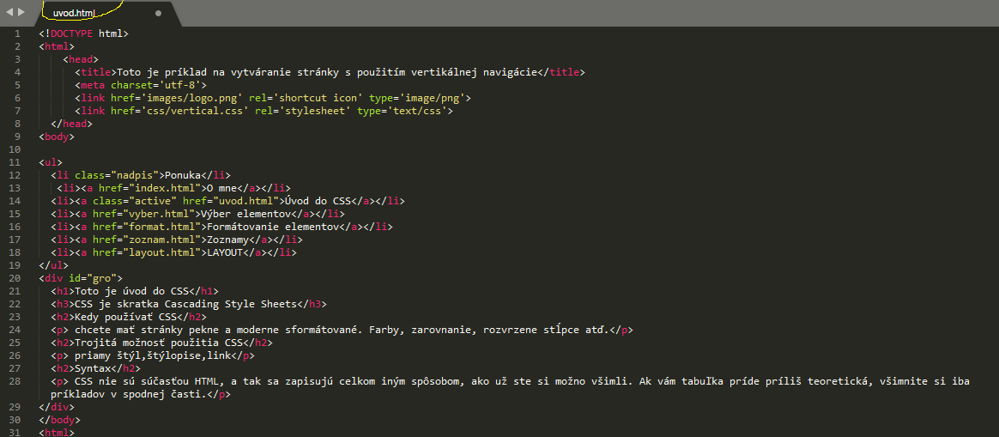 uvod.html
1 <!DOCTYPE html>
2 <html>
3 <head>
4 <title>Toto je príklad na vytváranie stránky s použitím vertikálnej navigácie</title>
5 <meta charset='utf-8'>
6 <link href='images/logo.png' rel='shortcut icon' type='image/png'>
7 <link href='css/vertical.css' rel='stylesheet' type='text/css'>
8 </head>
9 <body>
10
11 <ul>
12 <li class="nadpis">Ponuka</li>
13 <li><a href="index.html">O mne</a></li>
14 <li><a class="active" href="uvod.html">Úvod do CSS</a></li>
15 <li><a href="vyber.html">Výber elementov</a></li>
16 <li><a href="format.html">Formátovanie elementov</a></li>
17 <li><a href="zoznam.html">Zoznamy</a></li>
18 <li><a href="layout.html">LAYOUT</a></li>
19 </ul>
20 <div id="gro">
21 <h1>Toto je úvod do CSS</h1>
22 <h3>CSS je skratka Cascading Style Sheets</h3>
23 <h2>Kedy používať CSS</h2>
24 <p> chcete mať stránky pekne a moderne sformátované. Farby, zarovnanie, rozvrzene stĺpce atď.</p>
25 <h2>Trojitá možnosť použitia CSS</h2>
26 <p> priamy štýl,štýlopise,link</p>
27 <h2>Syntax</h2>
28 <p> CSS nie sú súčasťou HTML, a tak sa zapisujú celkom iným spôsobom, ako už ste si možno všimli. Ak vám tabuľka príde príliš teoretická, všimnite si iba
príkladov v spodnej časti.</p>
29 </div>
30 </body>
31 <html>